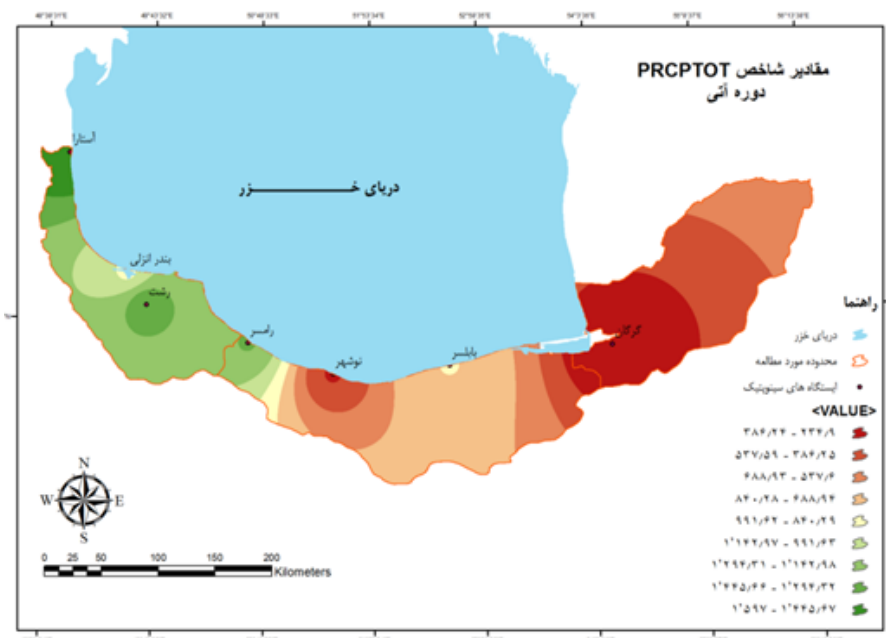 مقادیر شاخص PRCPTOT
دوره آتی
آستارا
دریای خـــــــــــزر
بندر انزلی
رشت
رامسر
نوشهر
بابلسر
گرگان
راهنما
دریای خزر
محدوده مورد مطالعه
ایستگاه های سینوپتیک
<VALUE>
۲۳۴/۹ - ۳۸۶/۲۴
۳۸۶/۲۵ - ۵۳۷/۵۹
۵۳۷/۶ - ۶۸۸/۹۳
۶۸۸/۹۴ - ۸۴۰/۲۸
۸۴۰/۲۹ - ۹۹۱/۶۲
۹۹۱/۶۳ - ۱٬۱۴۲/۹۷
۱٬۱۴۲/۹۸ - ۱٬۲۹۴/۳۱
۱٬۲۹۴/۳۲ - ۱٬۴۴۵/۶۶
۱٬۴۴۵/۶۷ - ۱٬۵۹۷
N
W E
S
0 25 50 100 150 200
Kilometers